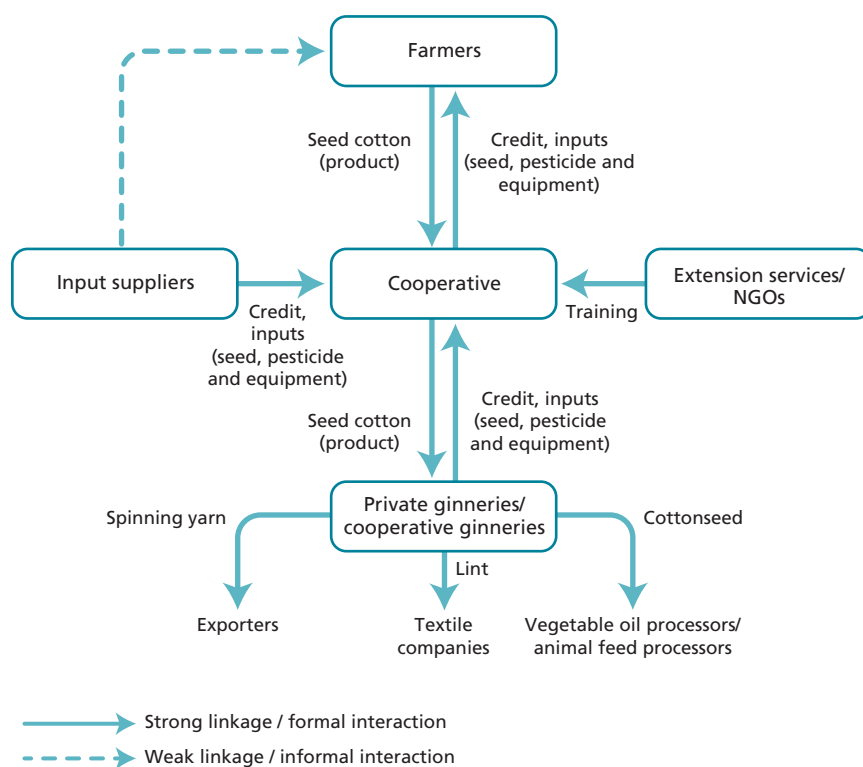 Farmers
Seed cotton
(product)
Credit, inputs
(seed, pesticide and
equipment)
Input suppliers
Cooperative
Extension services/
NGOs
Credit,
inputs
(seed, pesticide
and equipment)
Training
Seed cotton
(product)
Credit, inputs
(seed, pesticide
and equipment)
Spinning yarn
Private ginneries/
cooperative ginneries
Cottonseed
Lint
Exporters
Textile
companies
Vegetable oil processors/
animal feed processors
Strong linkage / formal interaction
Weak linkage / informal interaction